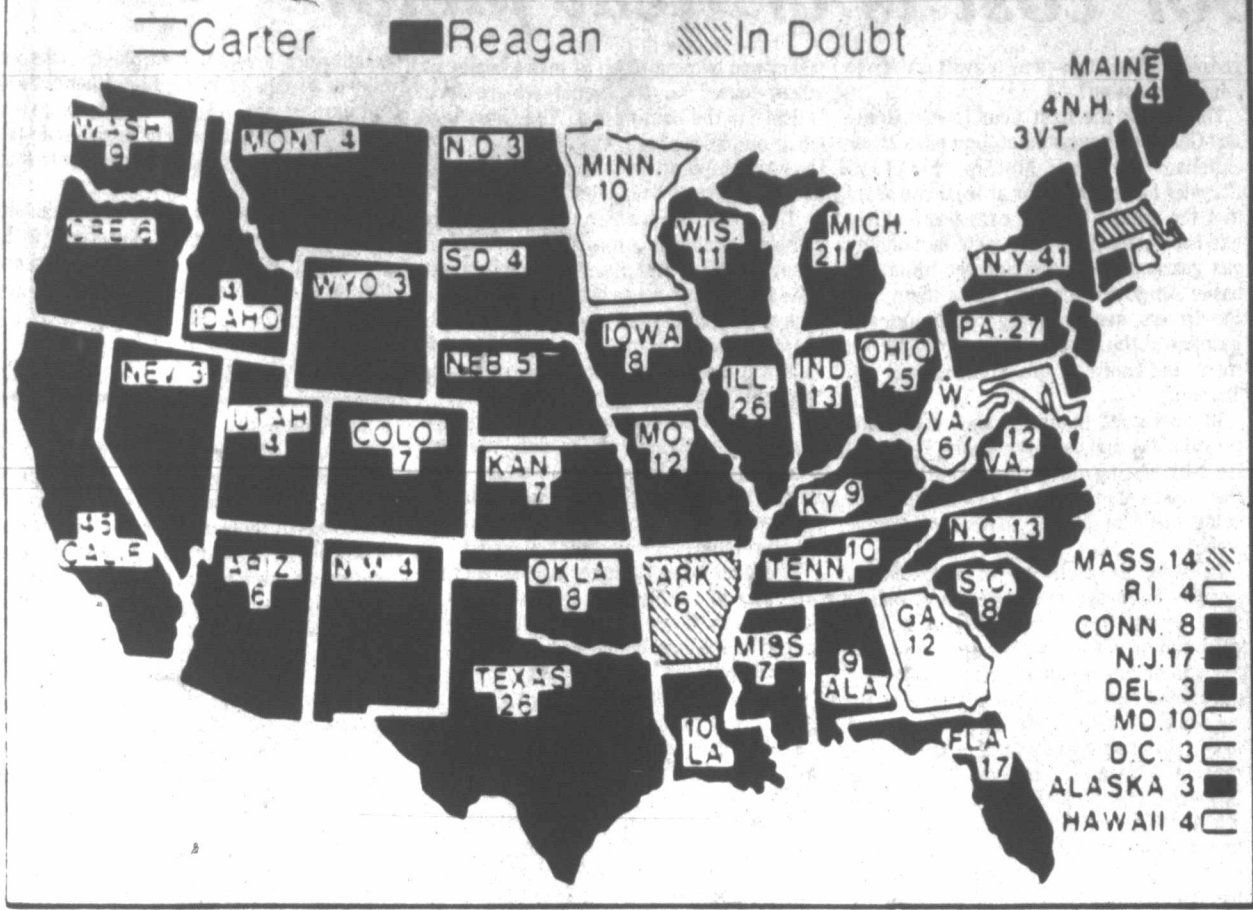 Carter Reagan In Doubt
MAINE
4
4 N.H.
3 VT.
WASH
9
MONT 4
N.D. 3
MINN.
10
ORE 6
4
IDAHO
WYO 3
S.D. 4
WIS.
11
MICH.
21
N.Y. 41
NEV 3
UTAH
4
COLO
7
NEB. 5
IOWA
8
ILL
26
IND.
13
OHIO
25
PA. 27
W.
VA
6
12
VA.
45
CALIF
KAN
7
MO.
12
KY 9
N.C. 13
ARIZ
6
N.M. 4
OKLA
8
ARK
6
TENN 10
S.C.
8
TEXAS
26
10
LA
MISS
7
9
ALA.
GA.
12
FLA
17
MASS. 14
R.I. 4
CONN. 8
N.J. 17
DEL. 3
MD. 10
D.C. 3
ALASKA 3
HAWAII 4